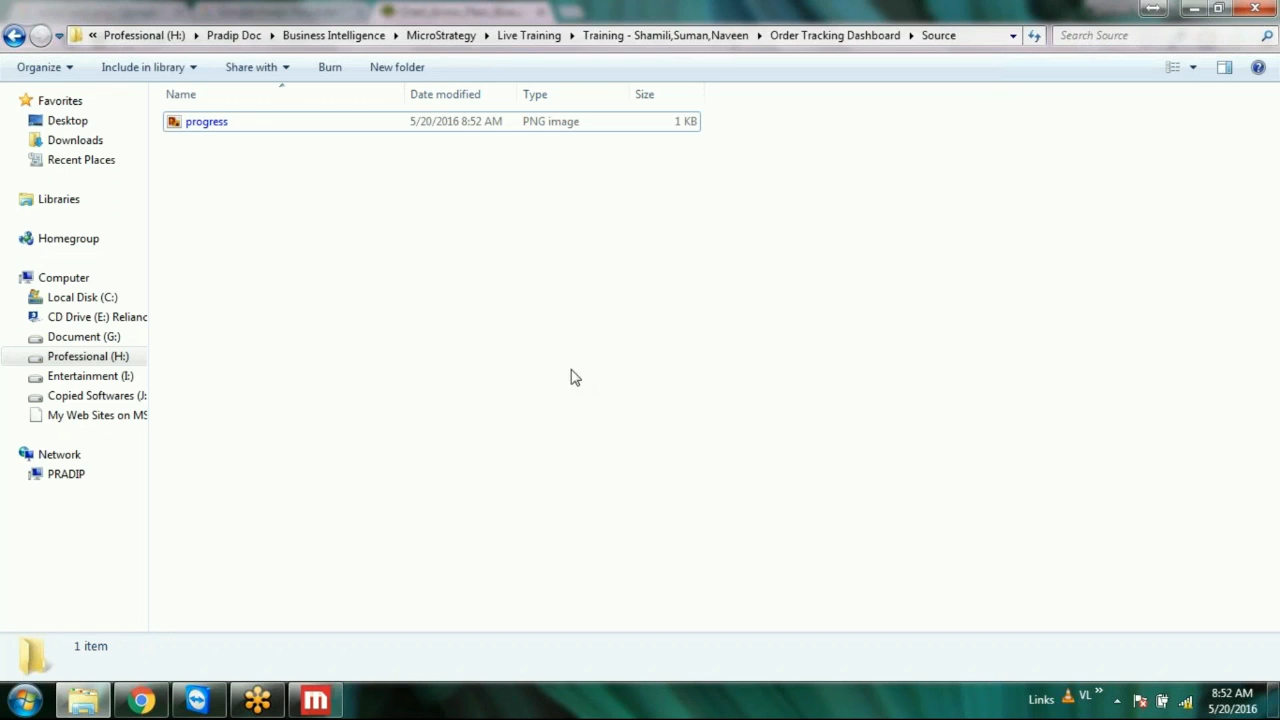 « Professional (H:) Pradip Doc Business Intelligence MicroStrategy Live Training Training - Shamili,Suman,Naveen Order Tracking Dashboard Source Search Source
Organize Include in library Share with Burn New folder
Name Date modified Type Size
progress 5/20/2016 8:52 AM PNG image 1 KB
Favorites
Desktop
Downloads
Recent Places
Libraries
Homegroup
Computer
Local Disk (C:)
CD Drive (E:) Relianc
Document (G:)
Professional (H:)
Entertainment (I:)
Copied Softwares (J:
My Web Sites on MS
Network
PRADIP
1 item
Links VL » 8:52 AM
5/20/2016